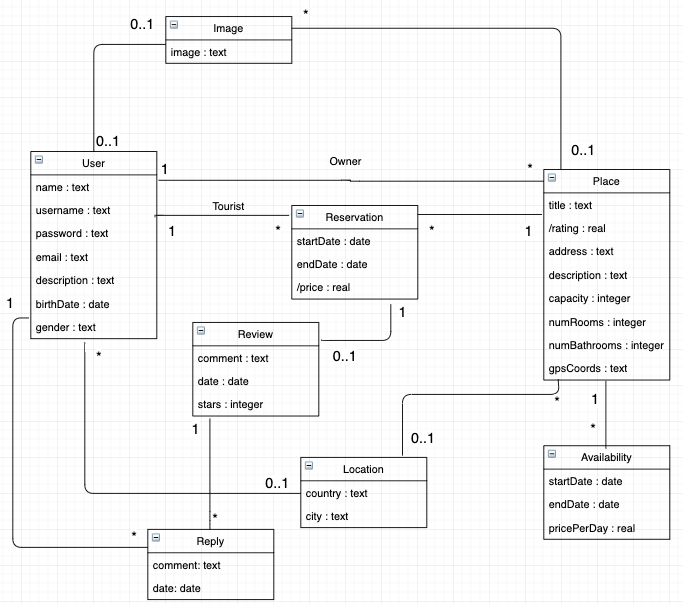 0..1
*
Image
image : text
0..1
0..1
User
name : text
username : text
password : text
email : text
description : text
birthDate : date
gender : text
1
Owner
*
Place
title : text
/rating : real
address : text
description : text
capacity : integer
numRooms : integer
numBathrooms : integer
gpsCoords : text
Tourist
1
*
Reservation
startDate : date
endDate : date
/price : real
*
1
1
1
Review
comment : text
date : date
stars : integer
0..1
*
*
1
0..1
1
*
Availability
startDate : date
endDate : date
pricePerDay : real
Location
country : text
city : text
0..1
*
*
Reply
comment: text
date: date